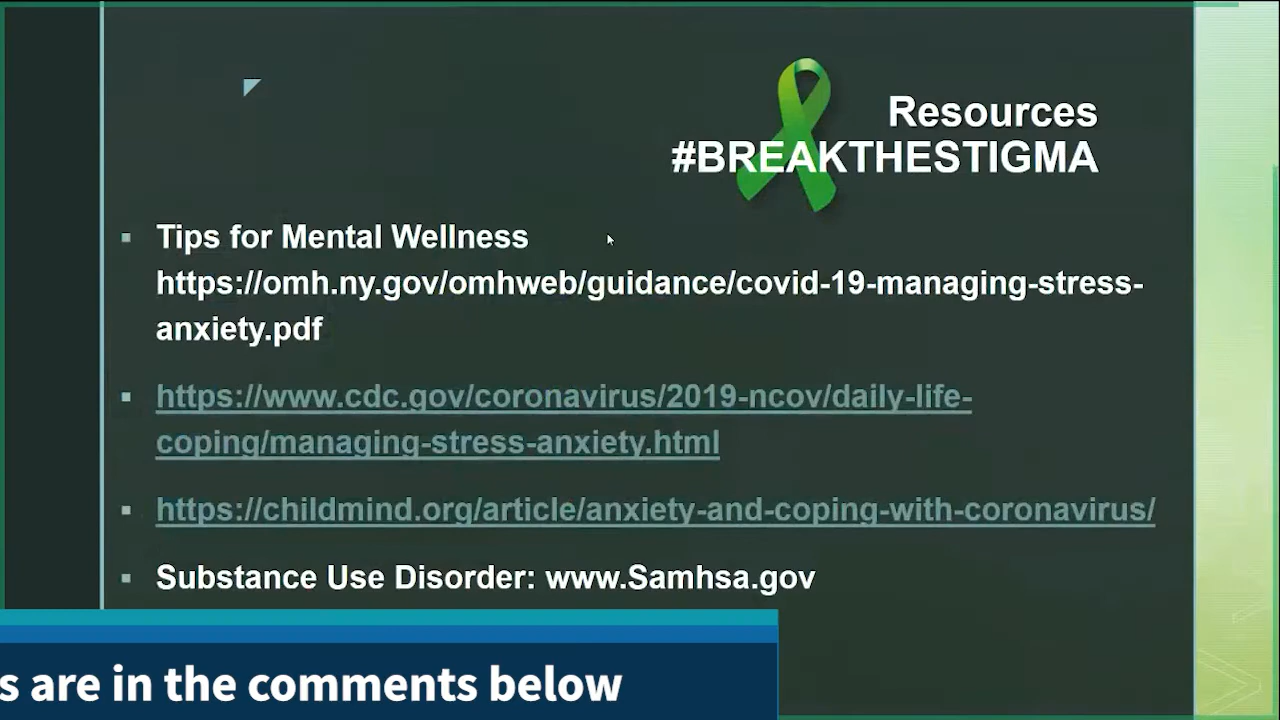 Resources
#BREAKTHESTIGMA
Tips for Mental Wellness
https://omh.ny.gov/omhweb/guidance/covid-19-managing-stress-
anxiety.pdf
https://www.cdc.gov/coronavirus/2019-ncov/daily-life-
coping/managing-stress-anxiety.html
https://childmind.org/article/anxiety-and-coping-with-coronavirus/
Substance Use Disorder: www.Samhsa.gov
s are in the comments below